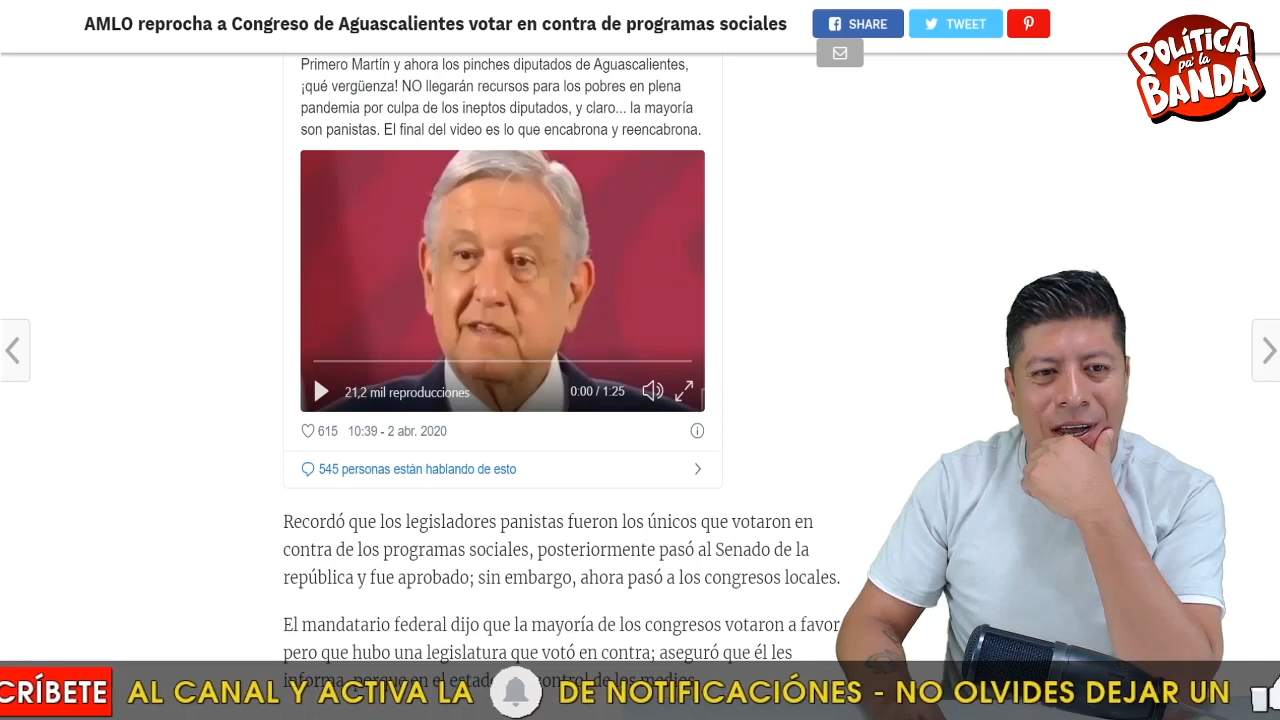 AMLO reprocha a Congreso de Aguascalientes votar en contra de programas sociales
SHARE
TWEET
POLÍTICA
pa' la
BANDA
Primero Martín y ahora los pinches diputados de Aguascalientes,
¡qué vergüenza! NO llegarán recursos para los pobres en plena
pandemia por culpa de los ineptos diputados, y claro... la mayoría
son panistas. El final del video es lo que encabrona y reencabrona.
21,2 mil reproducciones
0:00 / 1:25
615 10:39 - 2 abr. 2020
545 personas están hablando de esto
Recordó que los legisladores panistas fueron los únicos que votaron en
contra de los programas sociales, posteriormente pasó al Senado de la
república y fue aprobado; sin embargo, ahora pasó a los congresos locales.
El mandatario federal dijo que la mayoría de los congresos votaron a favor
pero que hubo una legislatura que votó en contra; aseguró que él les
en el estado control de los medios
CRÍBETE AL CANAL Y ACTIVA LA DE NOTIFICACIÓNES - NO OLVIDES DEJAR UN